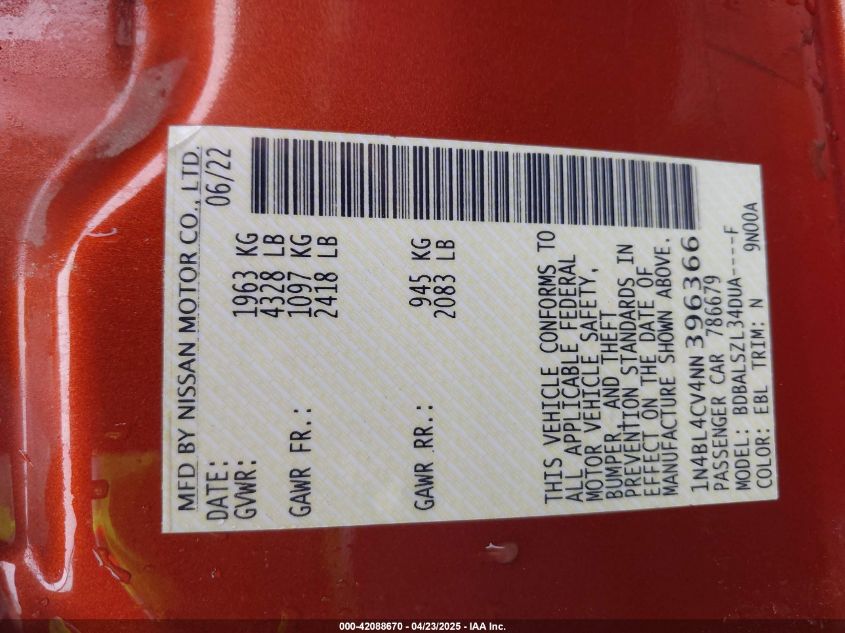 MFD BY NISSAN MOTOR CO., LTD.
DATE: 06/22
GVWR: 1963 KG
4328 LB
GAWR FR.: 1097 KG
2418 LB
GAWR RR.: 945 KG
2083 LB
THIS VEHICLE CONFORMS TO
ALL APPLICABLE FEDERAL
MOTOR VEHICLE SAFETY,
BUMPER, AND THEFT
PREVENTION STANDARDS IN
EFFECT ON THE DATE OF
MANUFACTURE SHOWN ABOVE.
1N4BL4CV4NN396366
PASSENGER CAR 786679
MODEL: BDBALSZL34DUA----F
COLOR: EBL TRIM: N 9N00A
000-42088670 - 04/23/2025 - IAA Inc.